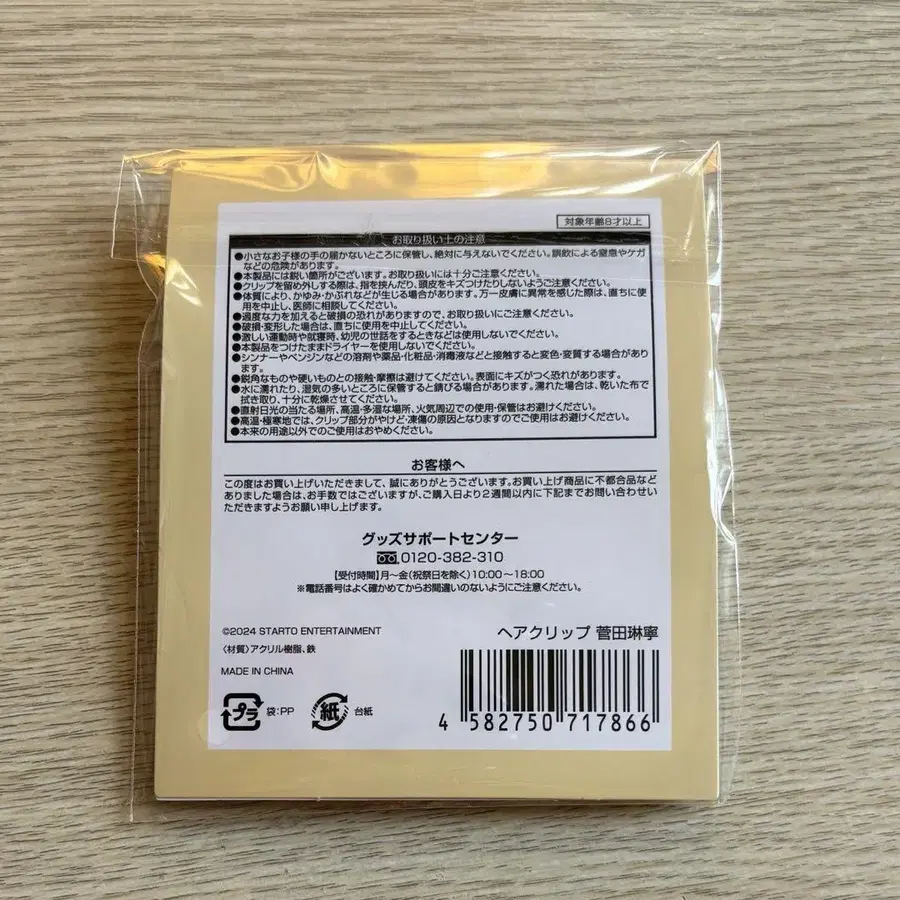 対象年齢8才以上
お取り扱い上の注意
●小さなお子様の手の届かないところに保管し、絶対に与えないでください。誤飲による窒息やケガ
などの危険があります。
●本製品には鋭い箇所がございます。お取り扱いには十分ご注意ください。
●クリップを留め外しする際は、指を挟んだり、頭皮をキズつけたりしないようご注意ください。
●体質により、かゆみ・かぶれなどが生じる場合があります。万一皮膚に異常を感じた際は、直ちに使
用を中止し、医師に相談してください。
●過度な力を加えると破損の恐れがありますので、お取り扱いにご注意ください。
●破損・変形した場合は、直ちに使用を中止してください。
●激しい運動時や就寝時、幼児の世話をするときなどは使用しないでください。
●本製品をつけたままドライヤーを使用しないでください。
●シンナーやベンジンなどの溶剤や薬品・化粧品・消毒液などと接触すると変色・変質する場合があり
ます。
●鋭角なものや硬いものとの接触・摩擦は避けてください。表面にキズがつく恐れがあります。
●水に濡れたり、湿気の多いところに保管すると錆びる場合があります。濡れた場合は、乾いた布で
拭き取り、十分に乾燥させてください。
●直射日光の当たる場所、高温・多湿な場所、火気周辺での使用・保管はお避けください。
●高温・極寒地では、クリップ部分がやけど・凍傷の原因となりますのでご使用はお避けください。
●本来の用途以外でのご使用はおやめください。
お客様へ
この度はお買い上げいただきまして、誠にありがとうございます。お買い上げ商品に不都合品など
ありました場合は、お手数ではございますが、ご購入日より2週間以内に下記までお問い合わせい
ただきますようお願い申し上げます。
グッズサポートセンター
0120-382-310
【受付時間】月〜金(祝祭日を除く)10:00〜18:00
※電話番号はよく確かめてからお間違いのないようにご注意ください。
©2024 STARTO ENTERTAINMENT
ヘアクリップ 菅田琳寧
〈材質〉アクリル樹脂、鉄
MADE IN CHINA
プラ 袋:PP 紙 台紙
4 582750 717866